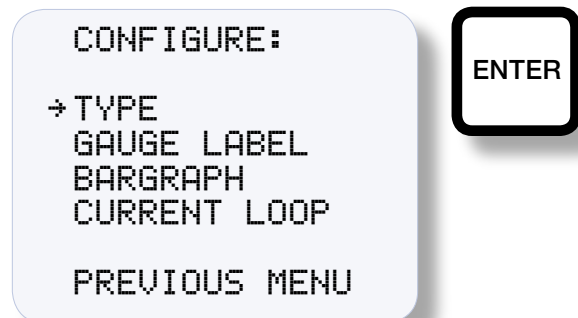 CONFIGURE:
→TYPE
GAUGE LABEL
BARGRAPH
CURRENT LOOP
PREVIOUS MENU
ENTER